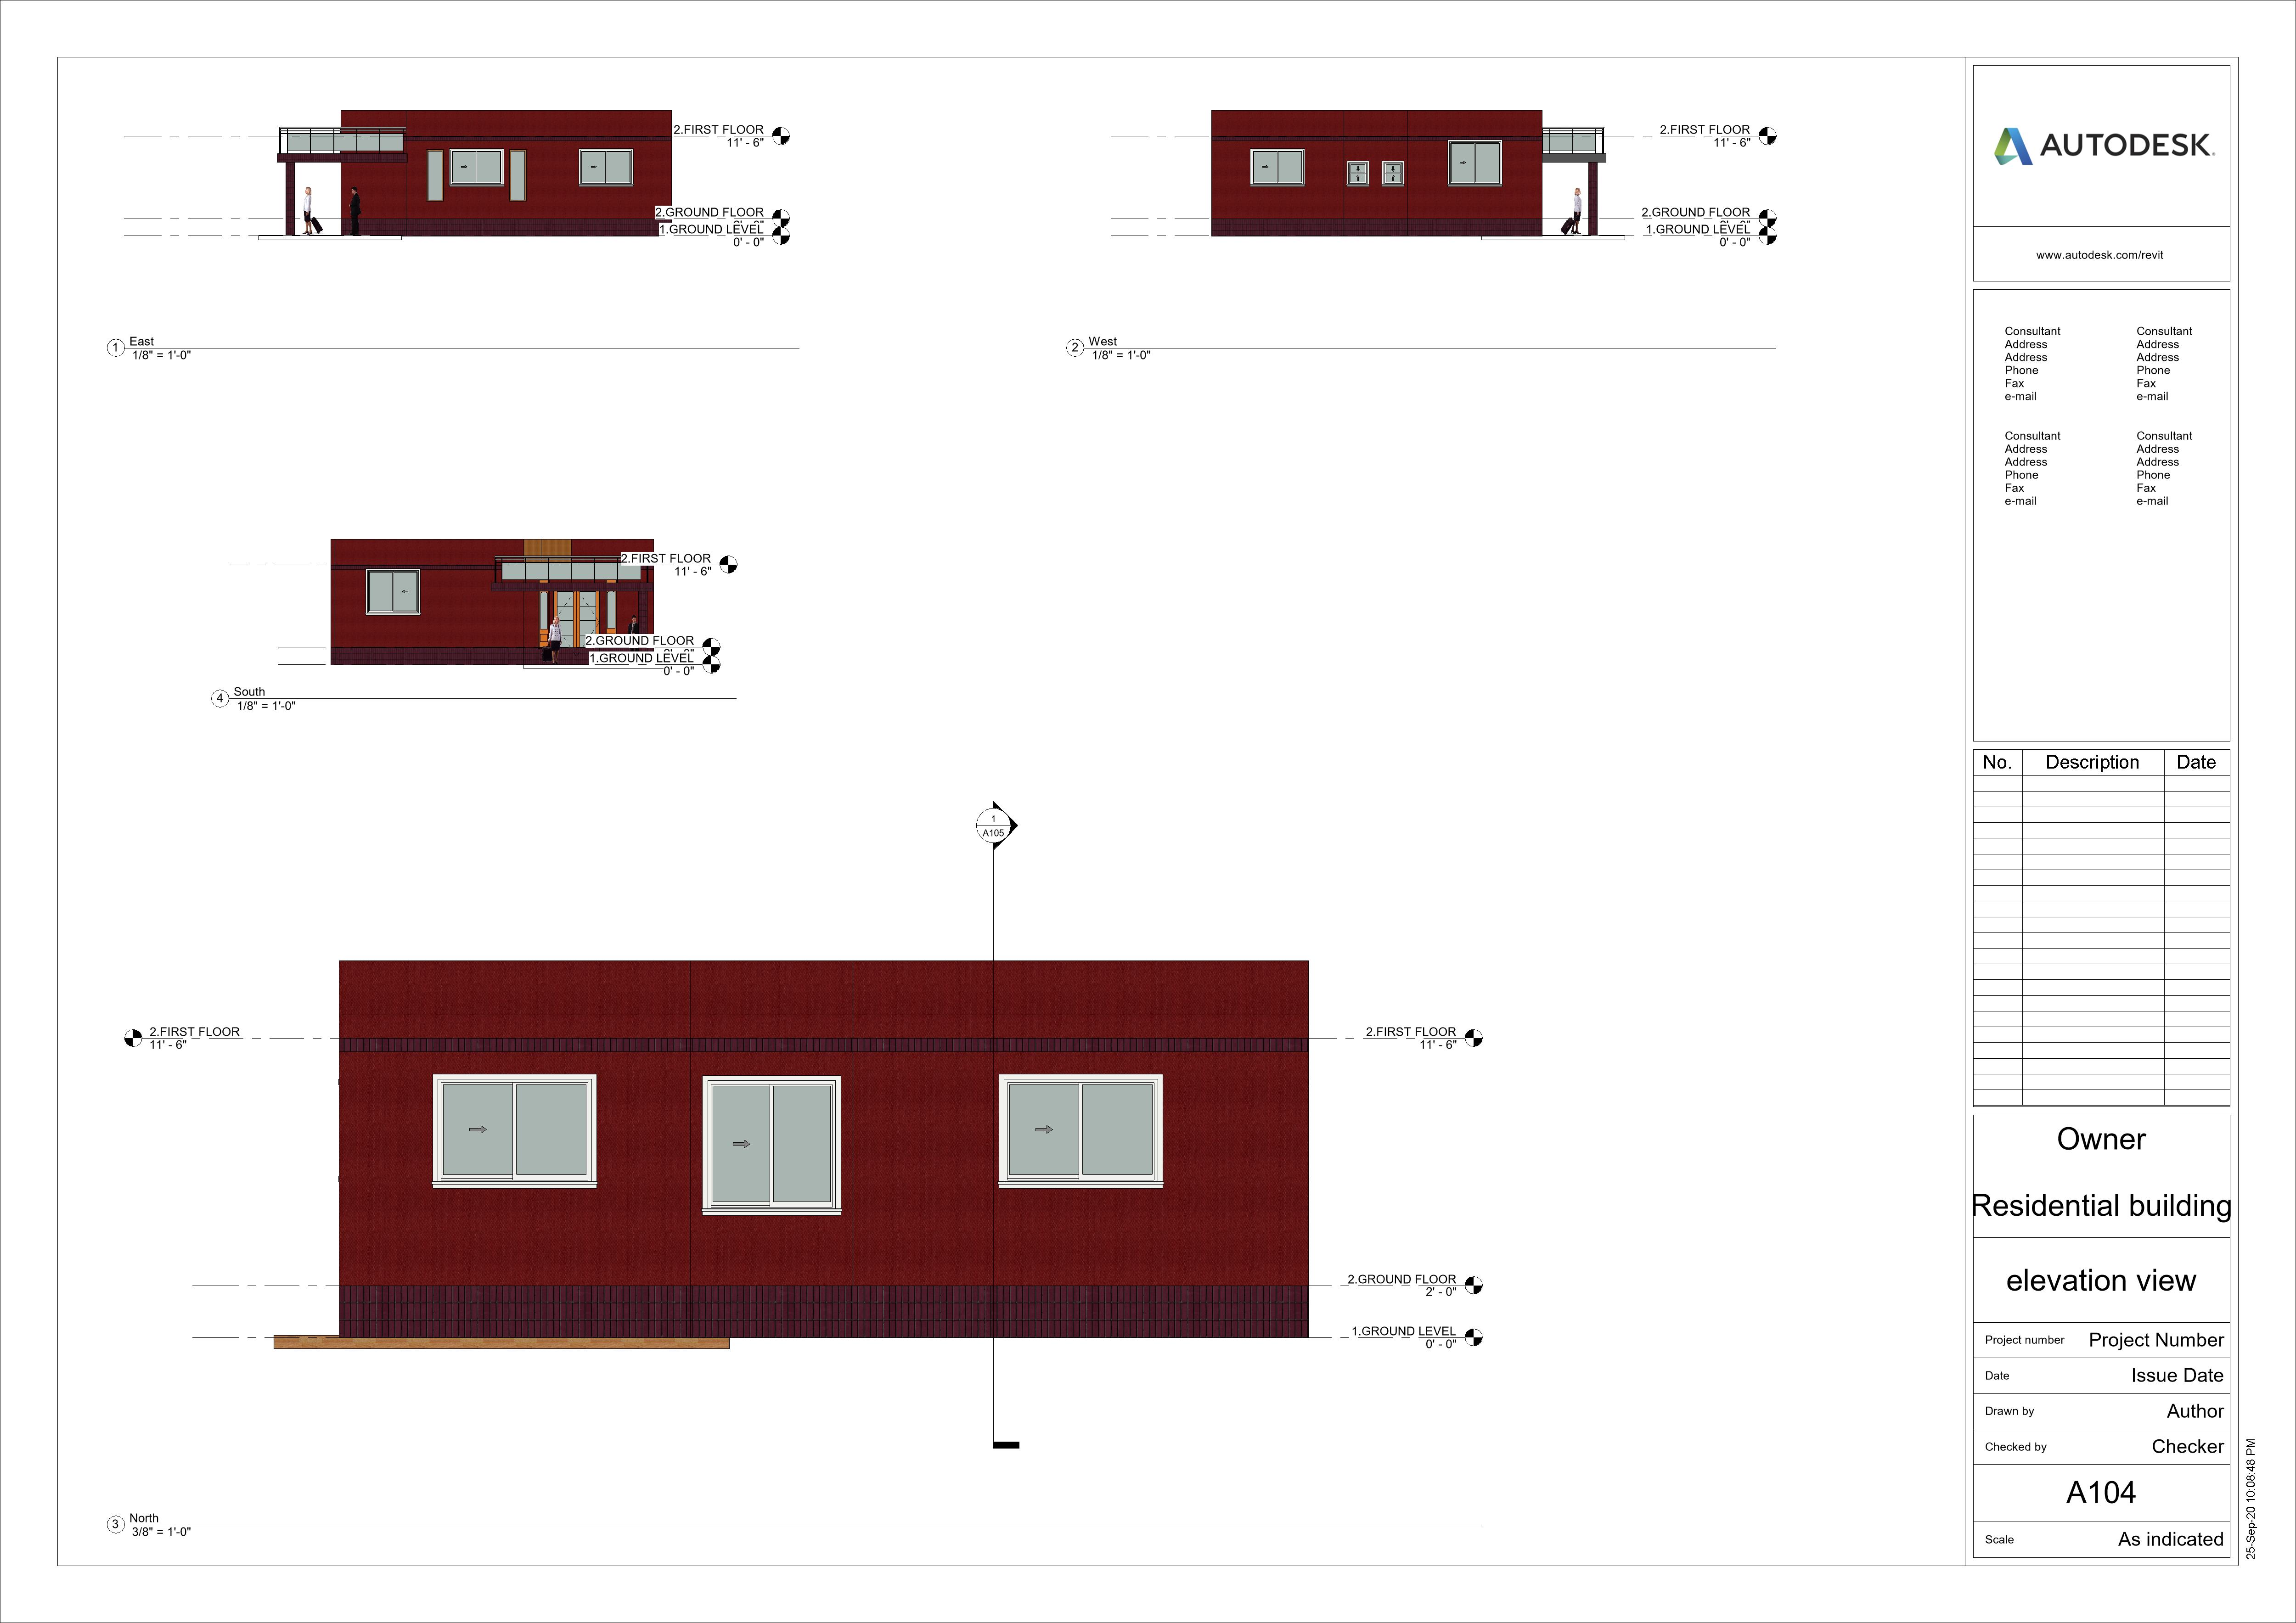 2.FIRST FLOOR
11' - 6"
2.GROUND FLOOR
1.GROUND LEVEL
0' - 0"
1
East
1/8" = 1'-0"
2.FIRST FLOOR
11' - 6"
2.GROUND FLOOR
1.GROUND LEVEL
0' - 0"
2
West
1/8" = 1'-0"
2.FIRST FLOOR
11' - 6"
2.GROUND FLOOR
1.GROUND LEVEL
0' - 0"
4
South
1/8" = 1'-0"
1
A105
2.FIRST FLOOR
11' - 6"
2.FIRST FLOOR
11' - 6"
2.GROUND FLOOR
2' - 0"
1.GROUND LEVEL
0' - 0"
3
North
3/8" = 1'-0"
AUTODESK.
www.autodesk.com/revit
Consultant
Address
Address
Phone
Fax
e-mail
Consultant
Address
Address
Phone
Fax
e-mail
Consultant
Address
Address
Phone
Fax
e-mail
Consultant
Address
Address
Phone
Fax
e-mail
No. Description Date
Owner
Residential building
elevation view
Project number Project Number
Date Issue Date
Drawn by Author
Checked by Checker
A104
Scale As indicated
25-Sep-20 10:08:48 PM